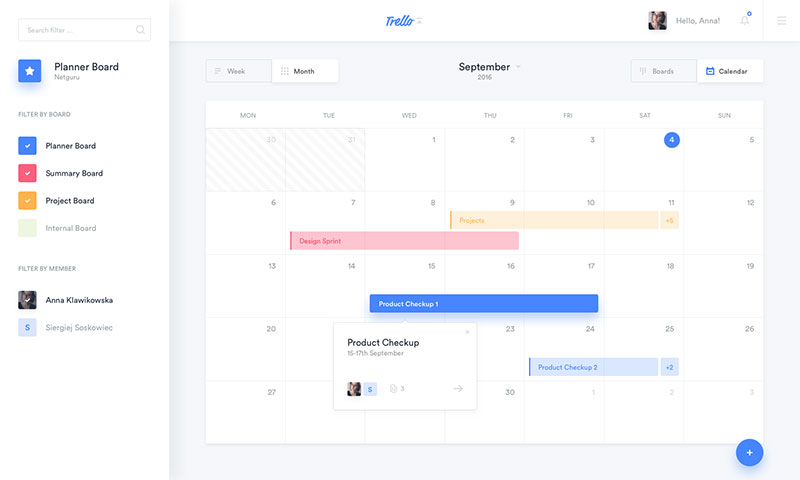 Search filter ...
Planner Board
Netguru
FILTER BY BOARD
Planner Board
Summary Board
Project Board
Internal Board
FILTER BY MEMBER
Anna Klawikowska
S Siergiej Soskowiec
Trello
Hello, Anna!
Week Month
September
2016
Boards Calendar
MON TUE WED THU FRI SAT SUN
20 21 1 2 3 4 5
6 7 8 9 10 11 12
Projects +5
Design Sprint
13 14 15 16 17 18 19
Product Checkup 1
20 23 24 25 26
Product Checkup
15-17th September
S 3
Product Checkup 2 +2
27 30 1 2 3
+